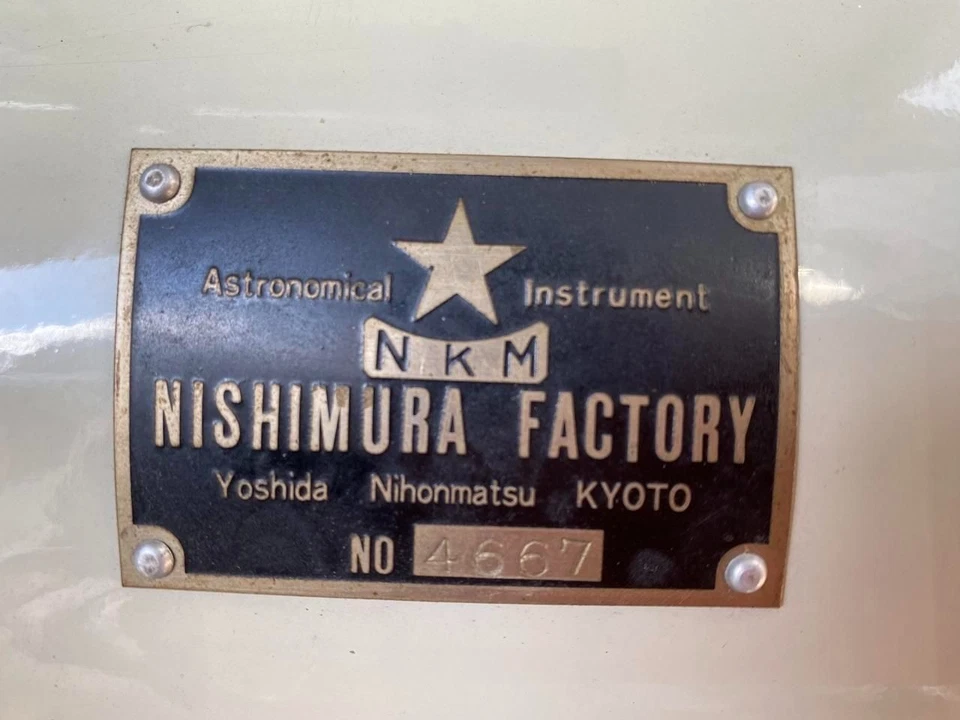 Astronomical Instrument
NKM
NISHIMURA FACTORY
Yoshida Nihonmatsu KYOTO
NO 4667